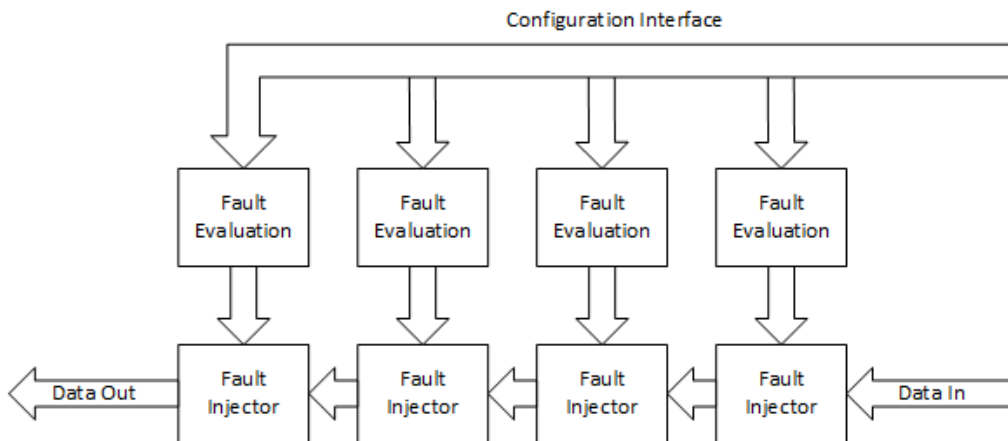 Configuration Interface
Fault
Evaluation
Fault
Evaluation
Fault
Evaluation
Fault
Evaluation
Data Out
Fault
Injector
Fault
Injector
Fault
Injector
Fault
Injector
Data In